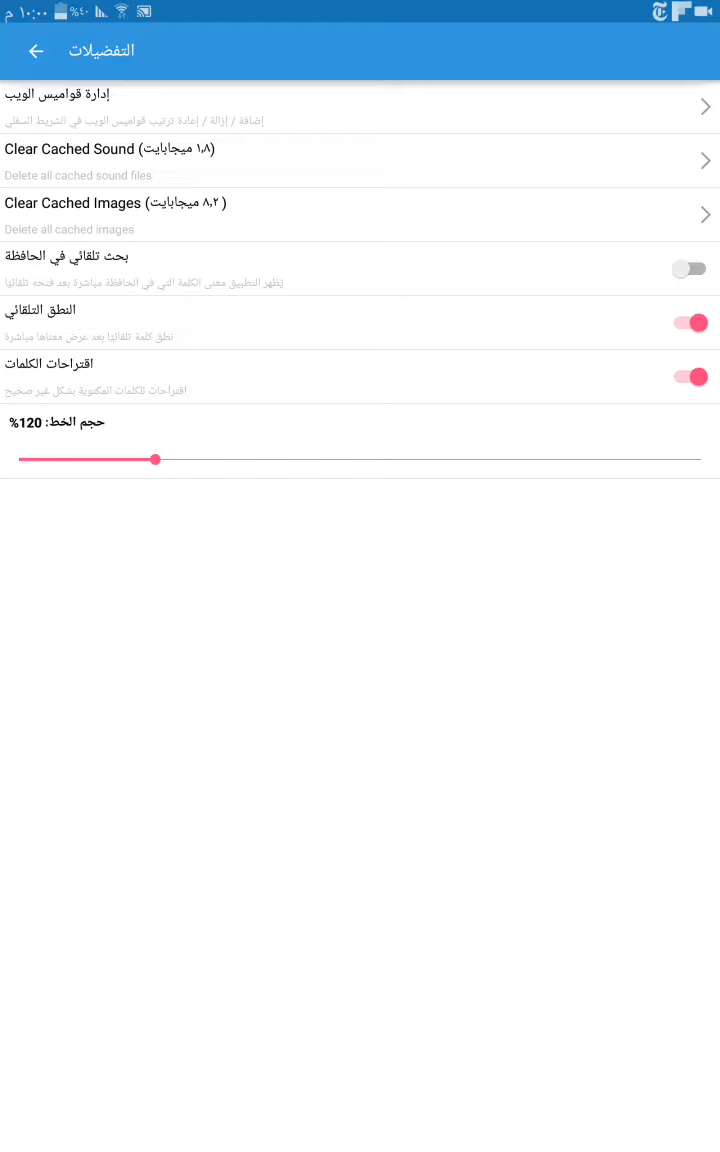 ١٠:٠٠ م
%٤٠
التفضيلات
إدارة قواميس الويب
إضافة / إزالة / إعادة ترتيب قواميس الويب في الشريط السفلي
Clear Cached Sound (١,٨ ميجابايت)
Delete all cached sound files
Clear Cached Images (٨,٢ ميجابايت)
Delete all cached images
بحث تلقائي في الحافظة
يُظهر التطبيق معنى الكلمة التي في الحافظة مباشرة بعد فتحه تلقائيًا
النطق التلقائي
نطق كلمة تلقائيًا بعد عرض معناها مباشرة
اقتراحات الكلمات
اقتراحات للكلمات المكتوبة بشكل غير صحيح
حجم الخط: 120%